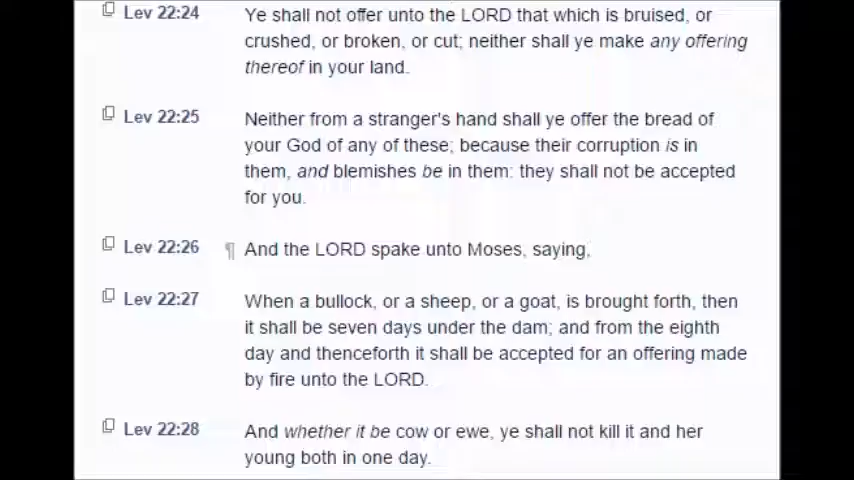 Lev 22:24 Ye shall not offer unto the LORD that which is bruised, or
crushed, or broken, or cut; neither shall ye make any offering
thereof in your land.
Lev 22:25 Neither from a stranger's hand shall ye offer the bread of
your God of any of these; because their corruption is in
them, and blemishes be in them: they shall not be accepted
for you.
Lev 22:26 ¶ And the LORD spake unto Moses, saying,
Lev 22:27 When a bullock, or a sheep, or a goat, is brought forth, then
it shall be seven days under the dam; and from the eighth
day and thenceforth it shall be accepted for an offering made
by fire unto the LORD.
Lev 22:28 And whether it be cow or ewe, ye shall not kill it and her
young both in one day.